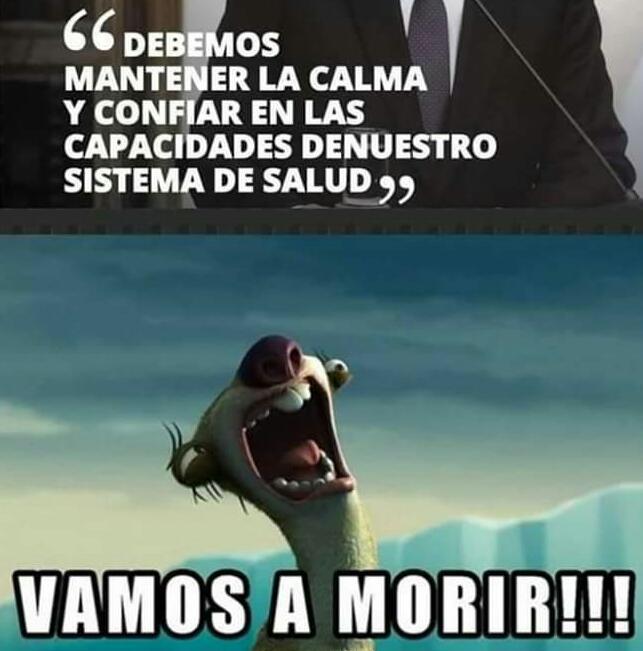 “ DEBEMOS
MANTENER LA CALMA
Y CONFIAR EN LAS
CAPACIDADES DENUESTRO
SISTEMA DE SALUD ”
VAMOS A MORIR!!!